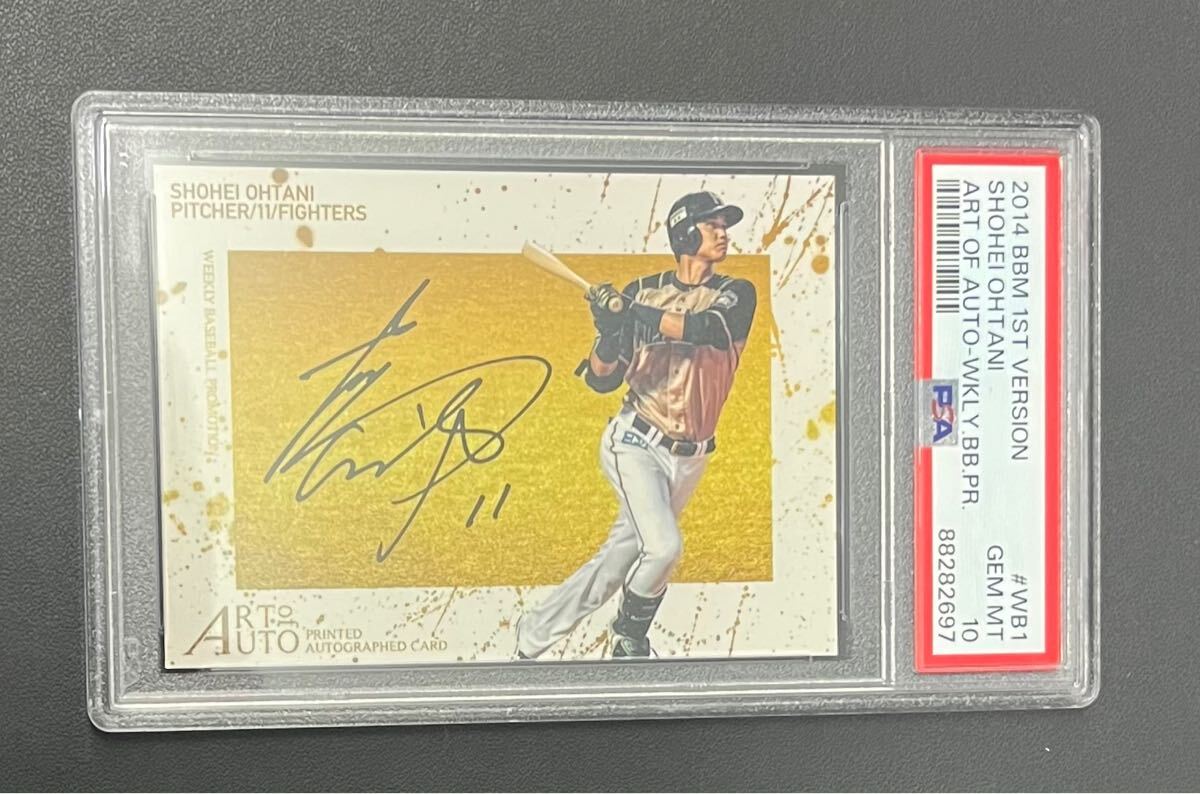 SHOHEI OHTANI
PITCHER/11/FIGHTERS
WEEKLY BASEBALL PROMOTION
11
ART OF AUTO
PRINTED
AUTOGRAPHED CARD
2014 BBM 1ST VERSION #WB1
SHOHEI OHTANI GEM MT
ART OF AUTO-WKLY.BB.PR. 10
PSA 88282697